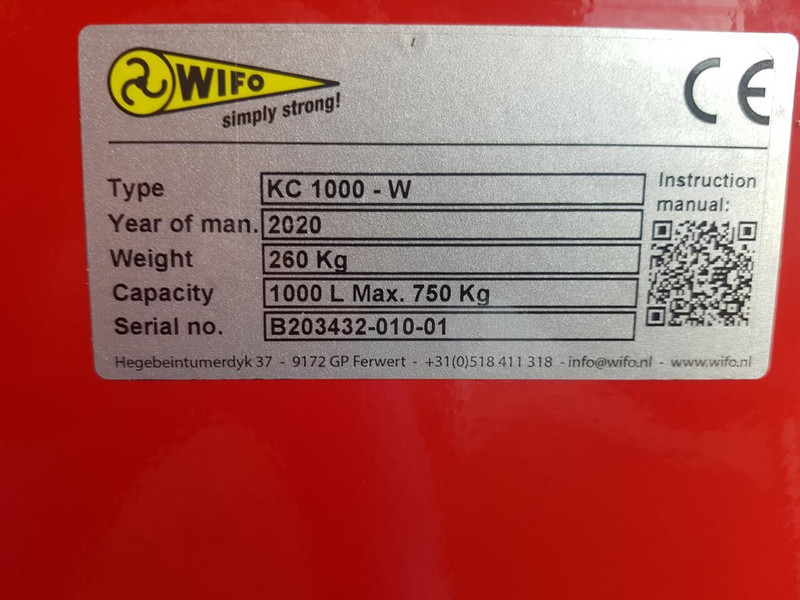 WIFO
simply strong!
CE
Type KC 1000 - W
Year of man. 2020
Weight 260 Kg
Capacity 1000 L Max. 750 Kg
Serial no. B203432-010-01
Instruction
manual:
Hegebeintumerdyk 37 - 9172 GP Ferwert - +31(0)518 411 318 - info@wifo.nl - www.wifo.nl